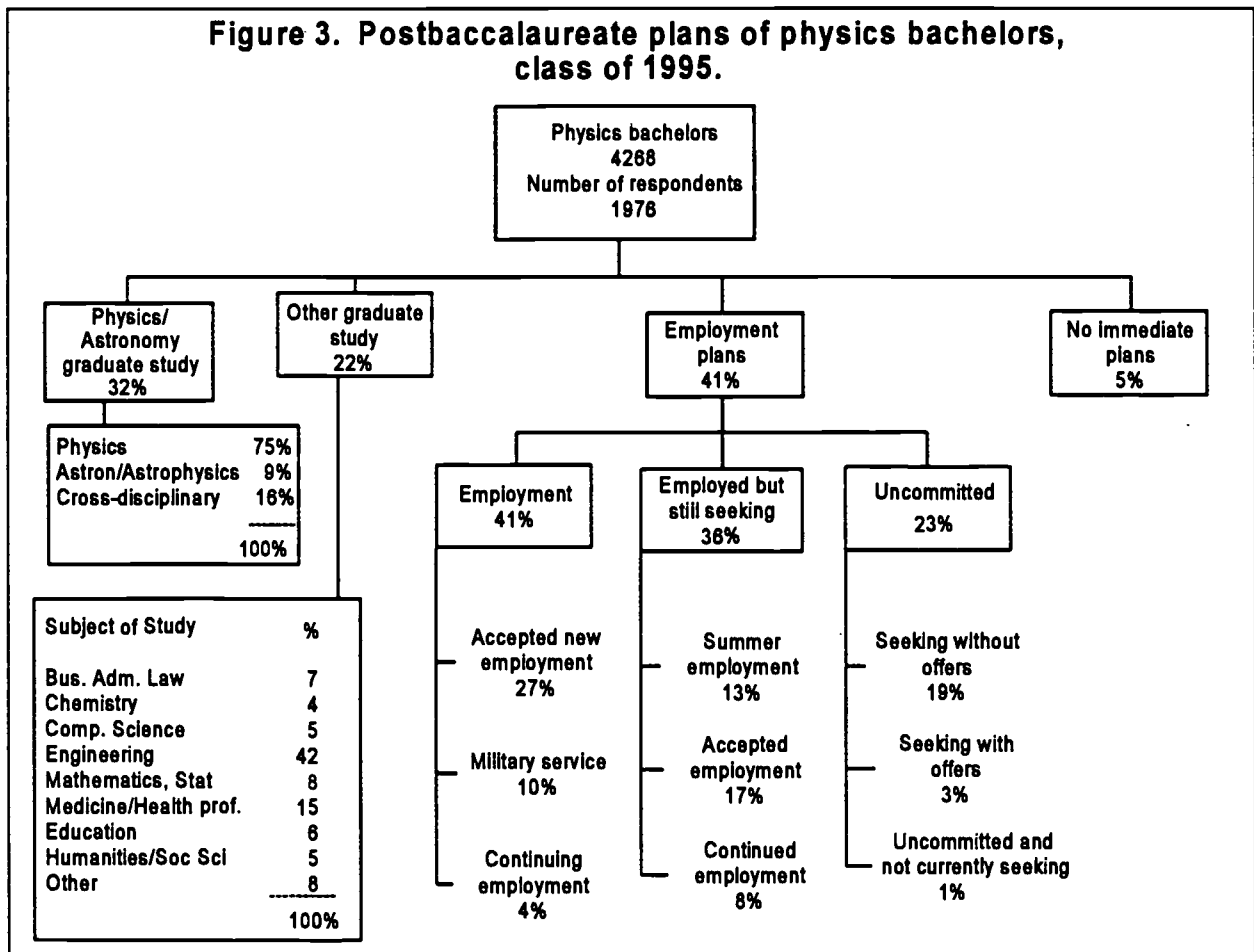 Figure 3. Postbaccalaureate plans of physics bachelors,
class of 1995.
Physics bachelors
4268
Number of respondents
1976
Physics/
Astronomy
graduate study
32%
Other graduate
study
22%
Employment
plans
41%
No immediate
plans
5%
Physics 75%
Astron/Astrophysics 9%
Cross-disciplinary 16%
100%
Subject of Study %
Bus. Adm. Law 7
Chemistry 4
Comp. Science 5
Engineering 42
Mathematics, Stat 8
Medicine/Health prof. 15
Education 6
Humanities/Soc Sci 5
Other 8
100%
Employment
41%
Accepted new
employment
27%
Military service
10%
Continuing
employment
4%
Employed but
still seeking
36%
Summer
employment
13%
Accepted
employment
17%
Continued
employment
8%
Uncommitted
23%
Seeking without
offers
19%
Seeking with
offers
3%
Uncommitted and
not currently seeking
1%